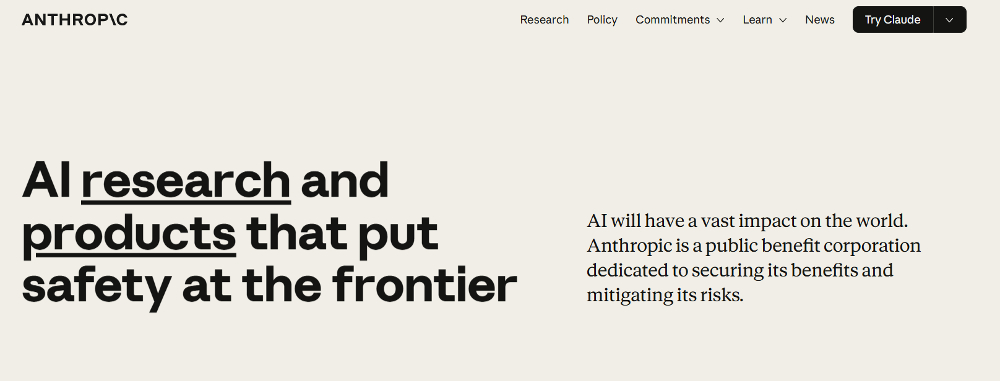 ANTHROP\C
Research Policy Commitments Learn News Try Claude
AI research and
products that put
safety at the frontier
AI will have a vast impact on the world.
Anthropic is a public benefit corporation
dedicated to securing its benefits and
mitigating its risks.